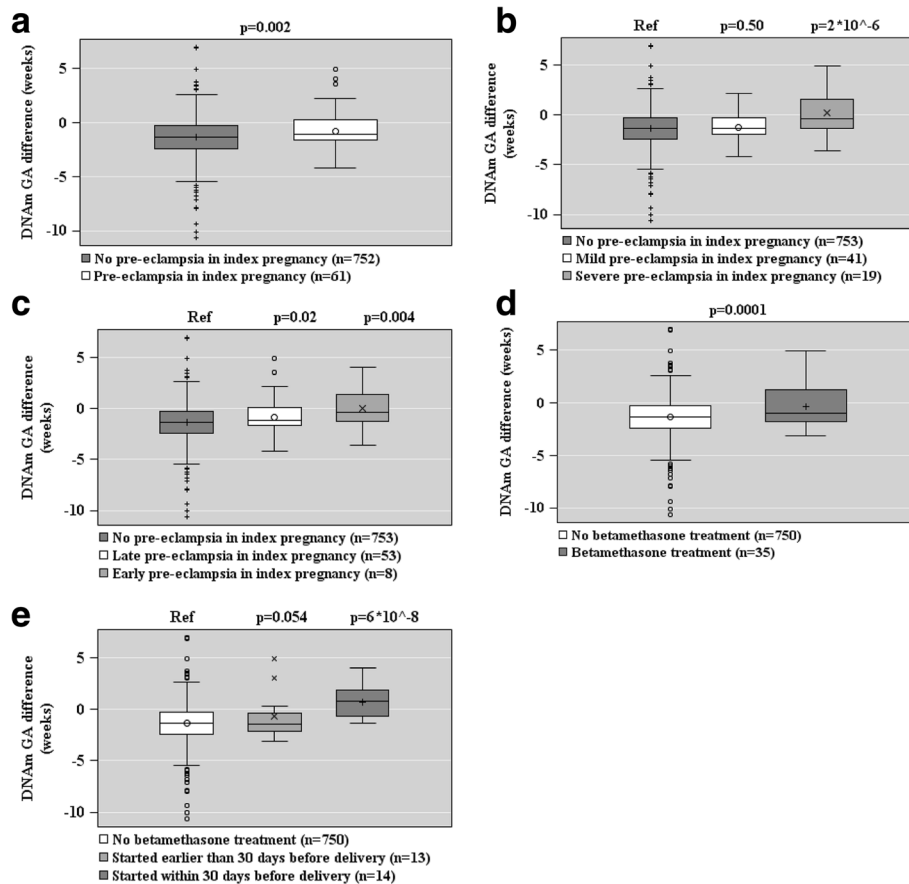 a
p=0.002
DNAm GA difference (weeks)
5
0
-5
-10
No pre-eclampsia in index pregnancy (n=752)
Pre-eclampsia in index pregnancy (n=61)
b
Ref p=0.50 p=2*10^-6
DNAm GA difference
(weeks)
5
0
-5
-10
No pre-eclampsia in index pregnancy (n=753)
Mild pre-eclampsia in index pregnancy (n=41)
Severe pre-eclampsia in index pregnancy (n=19)
c
Ref p=0.02 p=0.004
DNAm GA difference
(weeks)
5
0
-5
-10
No pre-eclampsia in index pregnancy (n=753)
Late pre-eclampsia in index pregnancy (n=53)
Early pre-eclampsia in index pregnancy (n=8)
d
p=0.0001
DNAm GA difference (weeks)
5
0
-5
-10
No betamethasone treatment (n=750)
Betamethasone treatment (n=35)
e
Ref p=0.054 p=6*10^-8
DNAm GA difference
(weeks)
5
0
-5
-10
No betamethasone treatment (n=750)
Started earlier than 30 days before delivery (n=13)
Started within 30 days before delivery (n=14)